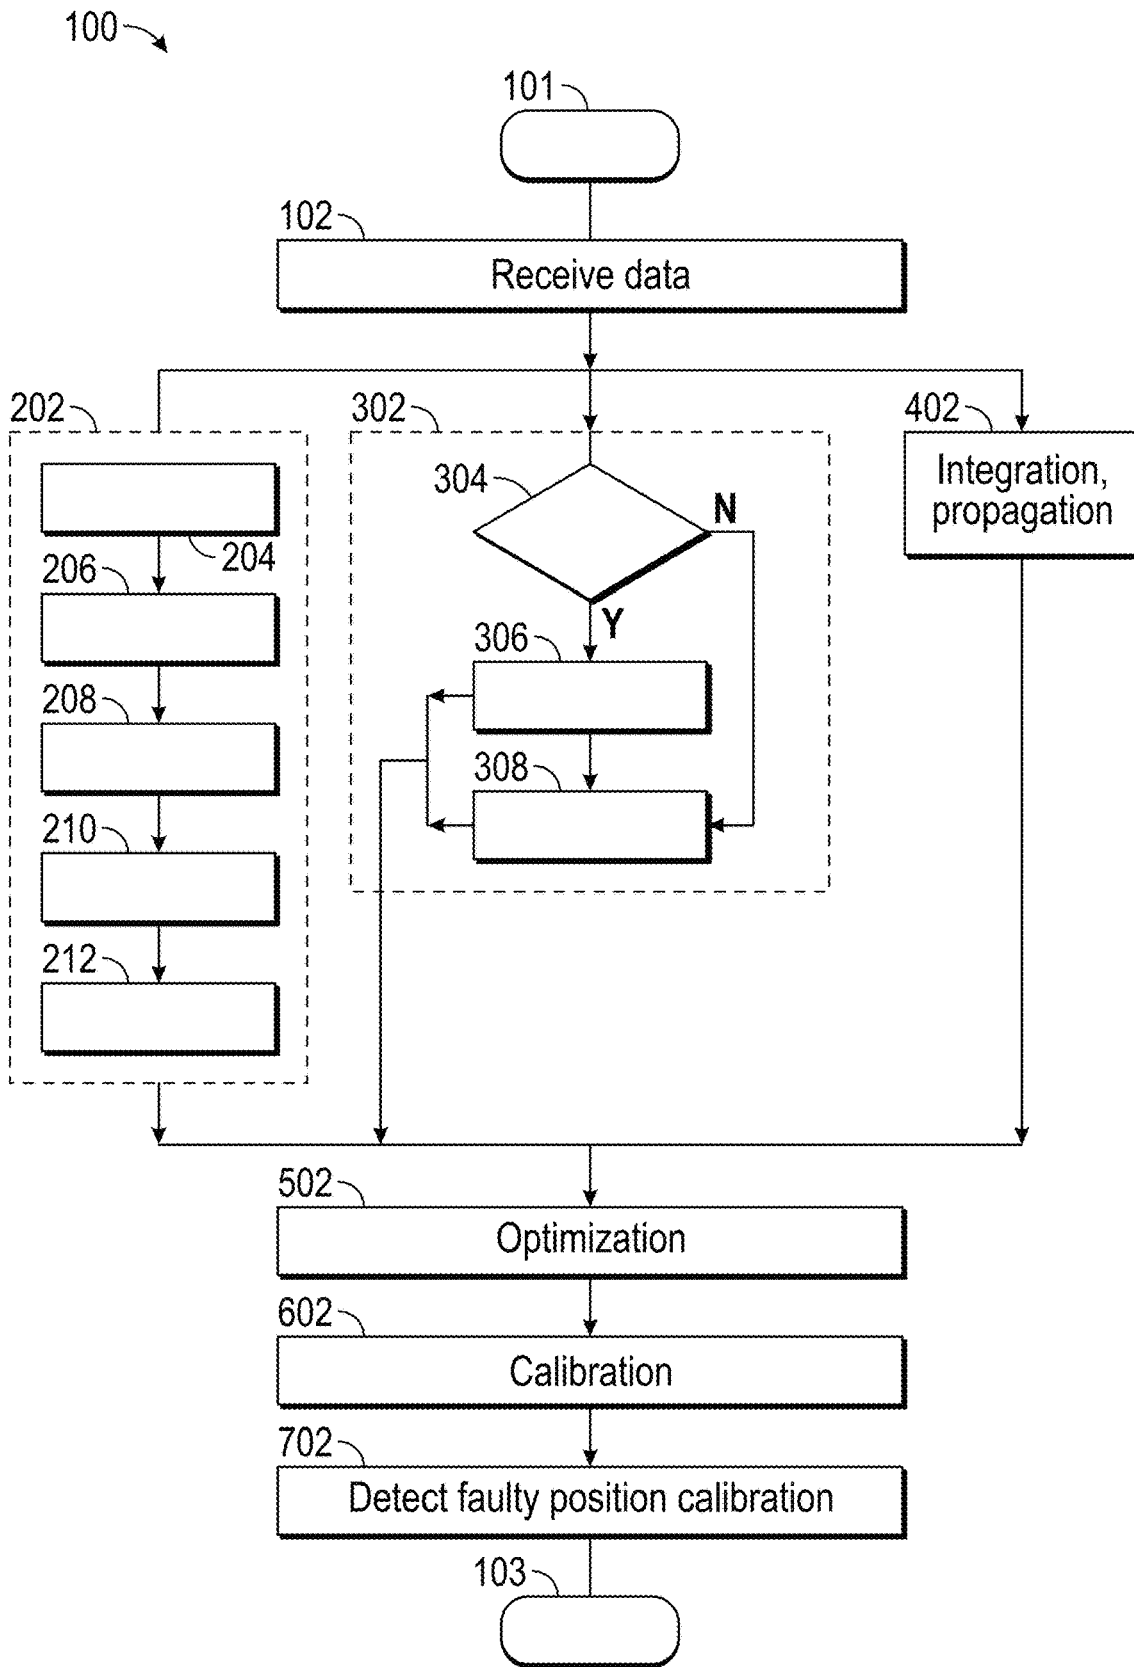 100
101
102
Receive data
202
302
402
304
N
Integration,
propagation
204
206
Y
306
208
308
210
212
502
Optimization
602
Calibration
702
Detect faulty position calibration
103